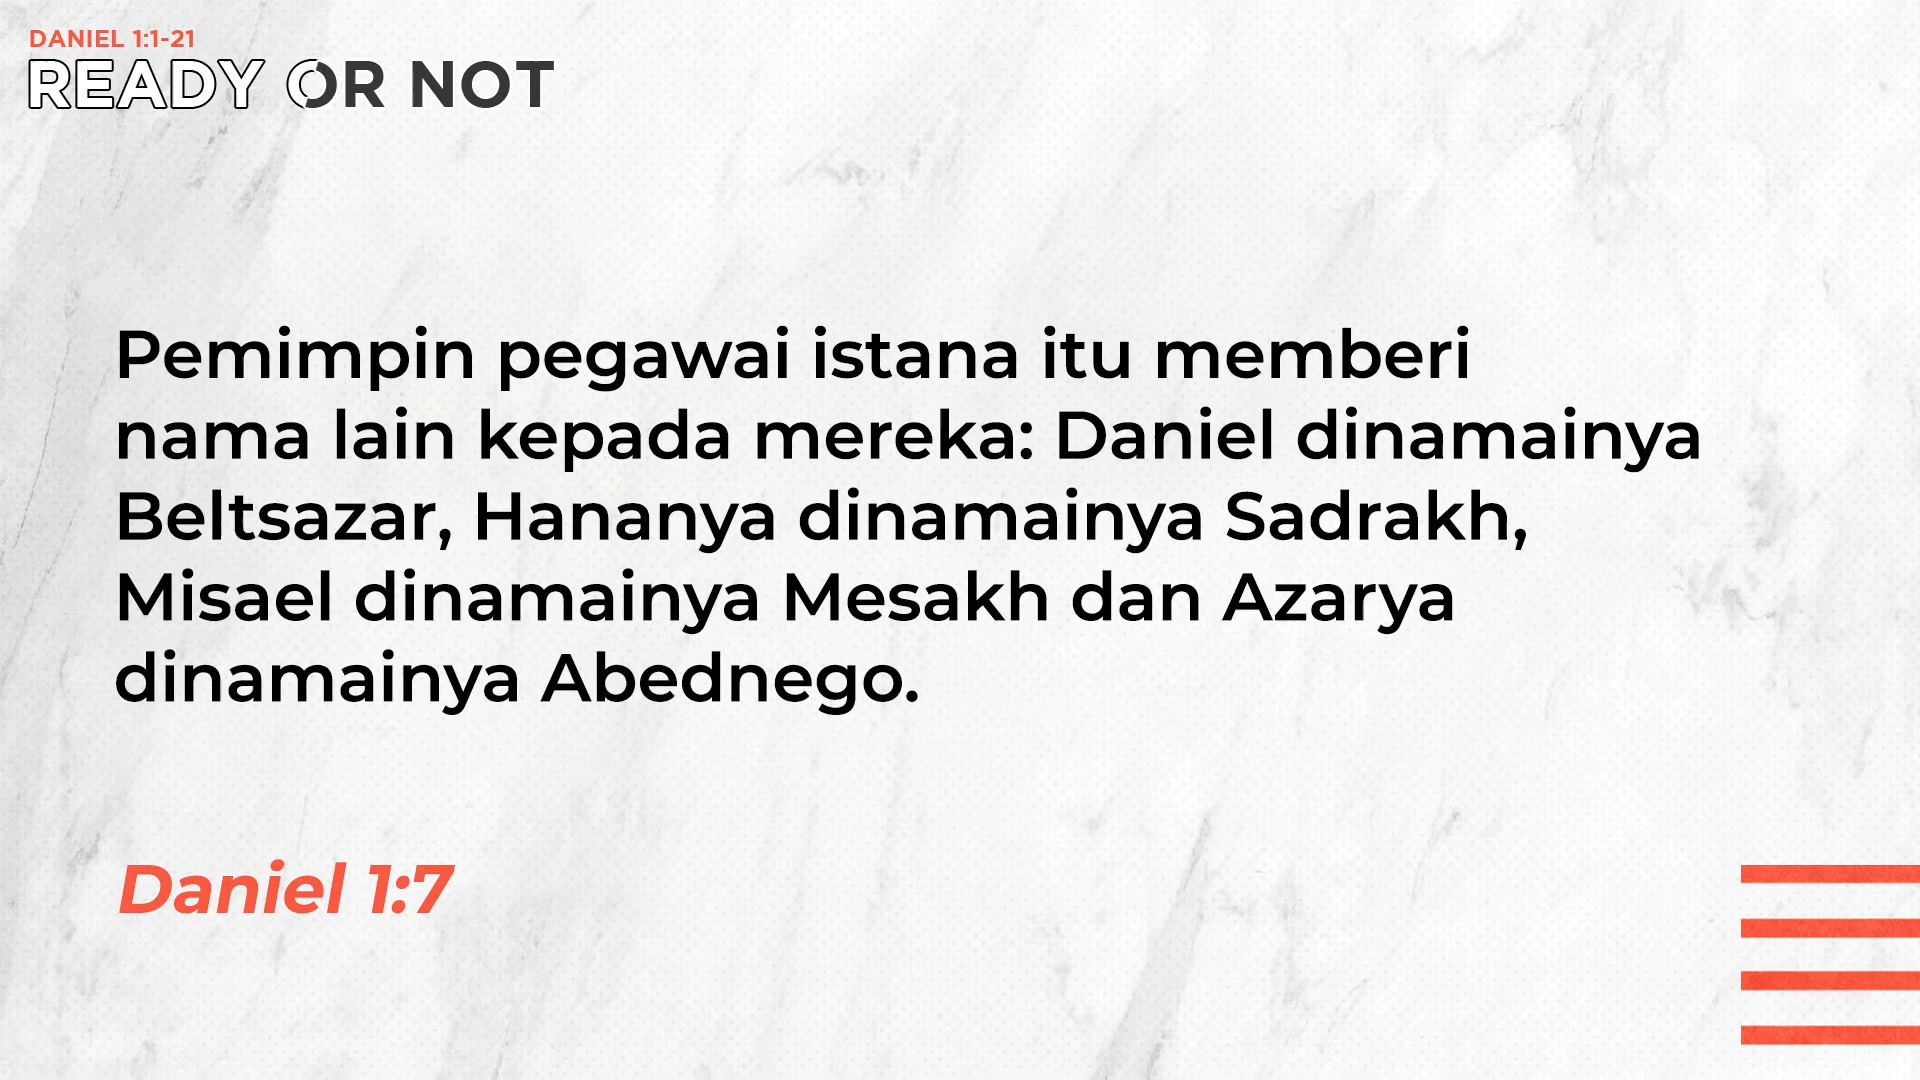 DANIEL 1:1-21
READY OR NOT
Pemimpin pegawai istana itu memberi
nama lain kepada mereka: Daniel dinamainya
Beltsazar, Hananya dinamainya Sadrakh,
Misael dinamainya Mesakh dan Azarya
dinamainya Abednego.
Daniel 1:7